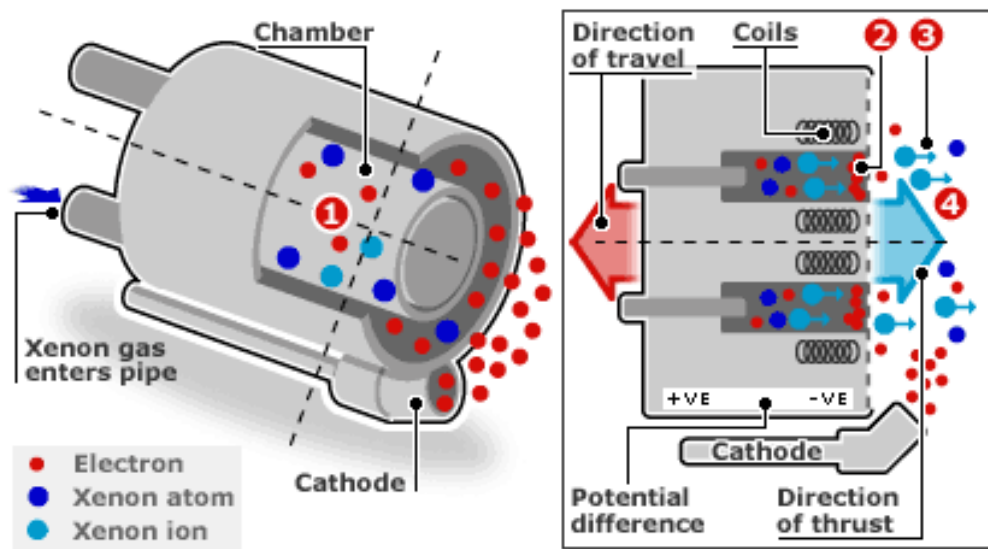 Chamber
1
Xenon gas
enters pipe
Cathode
Electron
Xenon atom
Xenon ion
Direction
of travel
Coils
2
3
4
+VE
-VE
Cathode
Potential
difference
Direction
of thrust